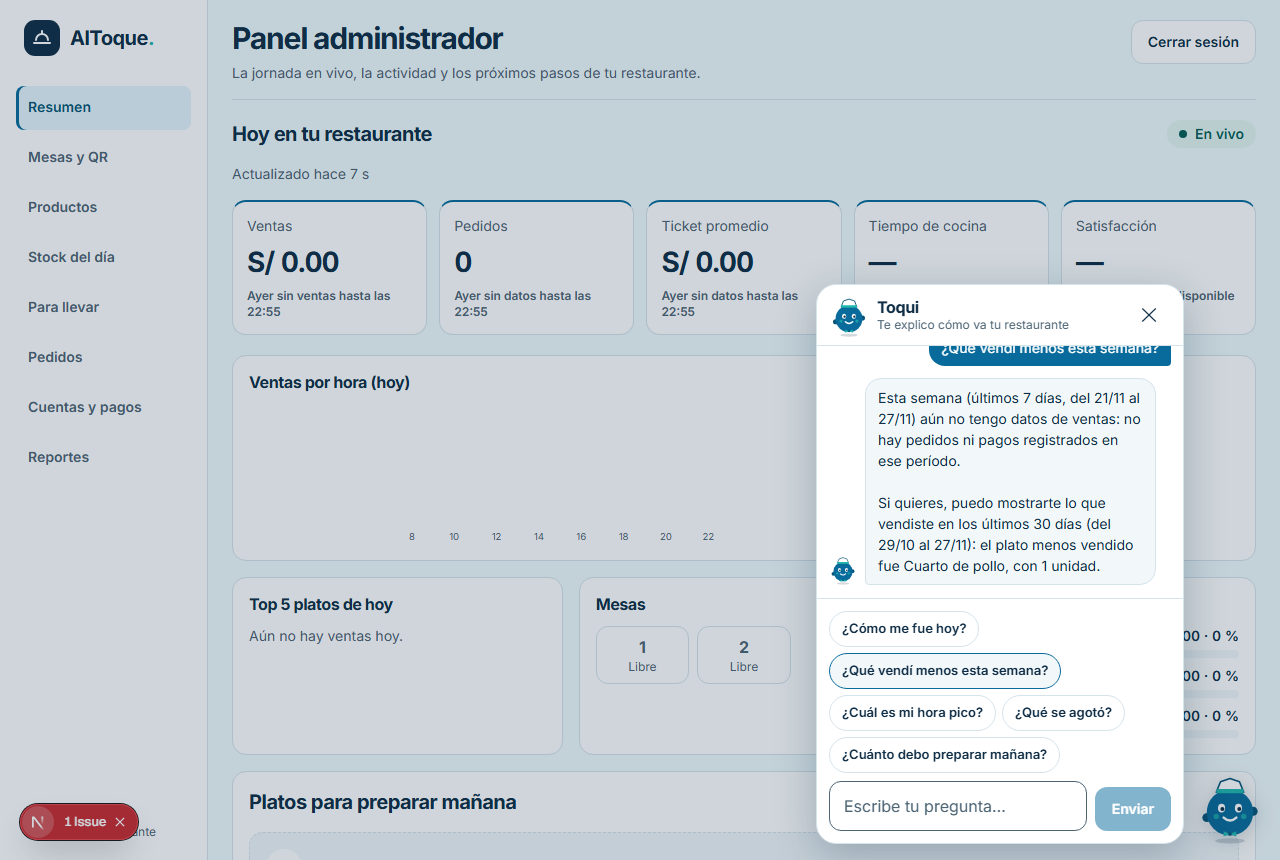 AlToque.
Resumen
Mesas y QR
Productos
Stock del día
Para llevar
Pedidos
Cuentas y pagos
Reportes
N
1 Issue
ante
Panel administrador
La jornada en vivo, la actividad y los próximos pasos de tu restaurante.
Cerrar sesión
Hoy en tu restaurante
En vivo
Actualizado hace 7 s
Ventas
S/ 0.00
Ayer sin ventas hasta las
22:55
Pedidos
0
Ayer sin datos hasta las
22:55
Ticket promedio
S/ 0.00
Ayer sin datos hasta las
22:55
Tiempo de cocina
—
Satisfacción
—
isponible
Ventas por hora (hoy)
8 10 12 14 16 18 20 22
Top 5 platos de hoy
Aún no hay ventas hoy.
Mesas
1
Libre
2
Libre
00 · 0 %
00 · 0 %
00 · 0 %
Platos para preparar mañana
Toqui
Te explico cómo va tu restaurante
¿Qué vendí menos esta semana?
Esta semana (últimos 7 días, del 21/11 al
27/11) aún no tengo datos de ventas: no
hay pedidos ni pagos registrados en
ese período.
Si quieres, puedo mostrarte lo que
vendiste en los últimos 30 días (del
29/10 al 27/11): el plato menos vendido
fue Cuarto de pollo, con 1 unidad.
¿Cómo me fue hoy?
¿Qué vendí menos esta semana?
¿Cuál es mi hora pico?
¿Qué se agotó?
¿Cuánto debo preparar mañana?
Escribe tu pregunta...
Enviar